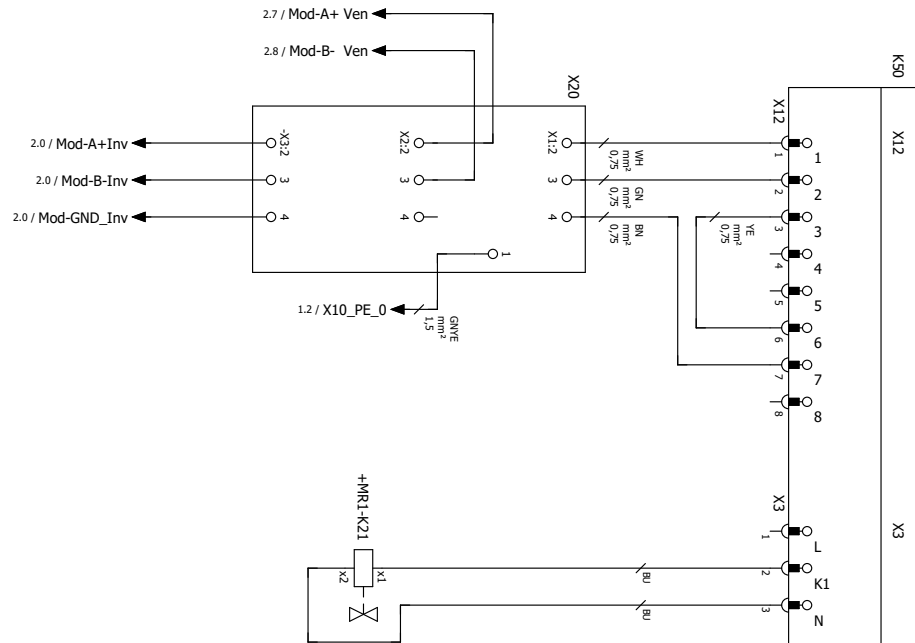 2.7 / Mod-A+ Ven
2.8 / Mod-B- Ven
K50
X20
X12
X12
2.0 / Mod-A+Inv
-X3:2
X2:2
X1:2
WH
0,75 mm²
1
1
2.0 / Mod-B-Inv
3
3
3
GN
0,75 mm²
2
2
2.0 / Mod-GND_Inv
4
4
4
BN
0,75 mm²
YE
0,75 mm²
3
3
1
4
4
1.2 / X10_PE_0
GNYE
1,5 mm²
5
5
6
6
7
7
8
8
+MR1-K21
X3
X3
1
L
x2
x1
BU
2
K1
BU
3
N